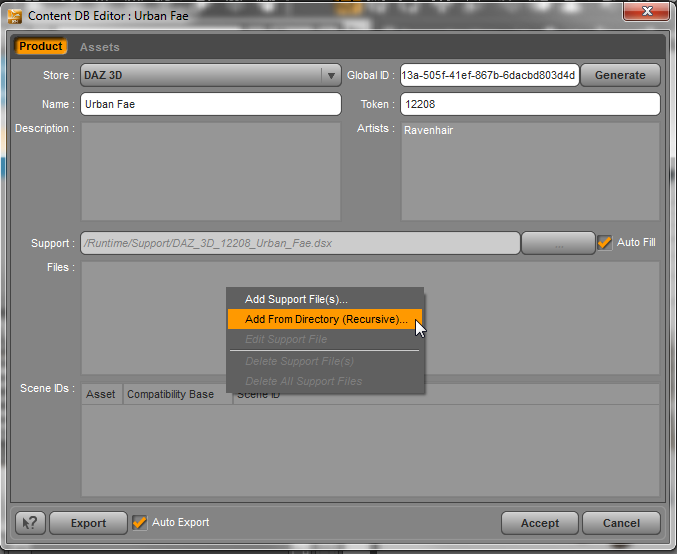 Content DB Editor : Urban Fae
Product Assets
Store : DAZ 3D Global ID : 13a-505f-41ef-867b-6dacbd803d4d Generate
Name : Urban Fae Token : 12208
Description : Artists : Ravenhair
Support : /Runtime/Support/DAZ_3D_12208_Urban_Fae.dsx ... Auto Fill
Files :
Add Support File(s)...
Add From Directory (Recursive)...
Edit Support File
Delete Support File(s)
Delete All Support Files
Scene IDs : Asset Compatibility Base Scene ID
? Export Auto Export Accept Cancel